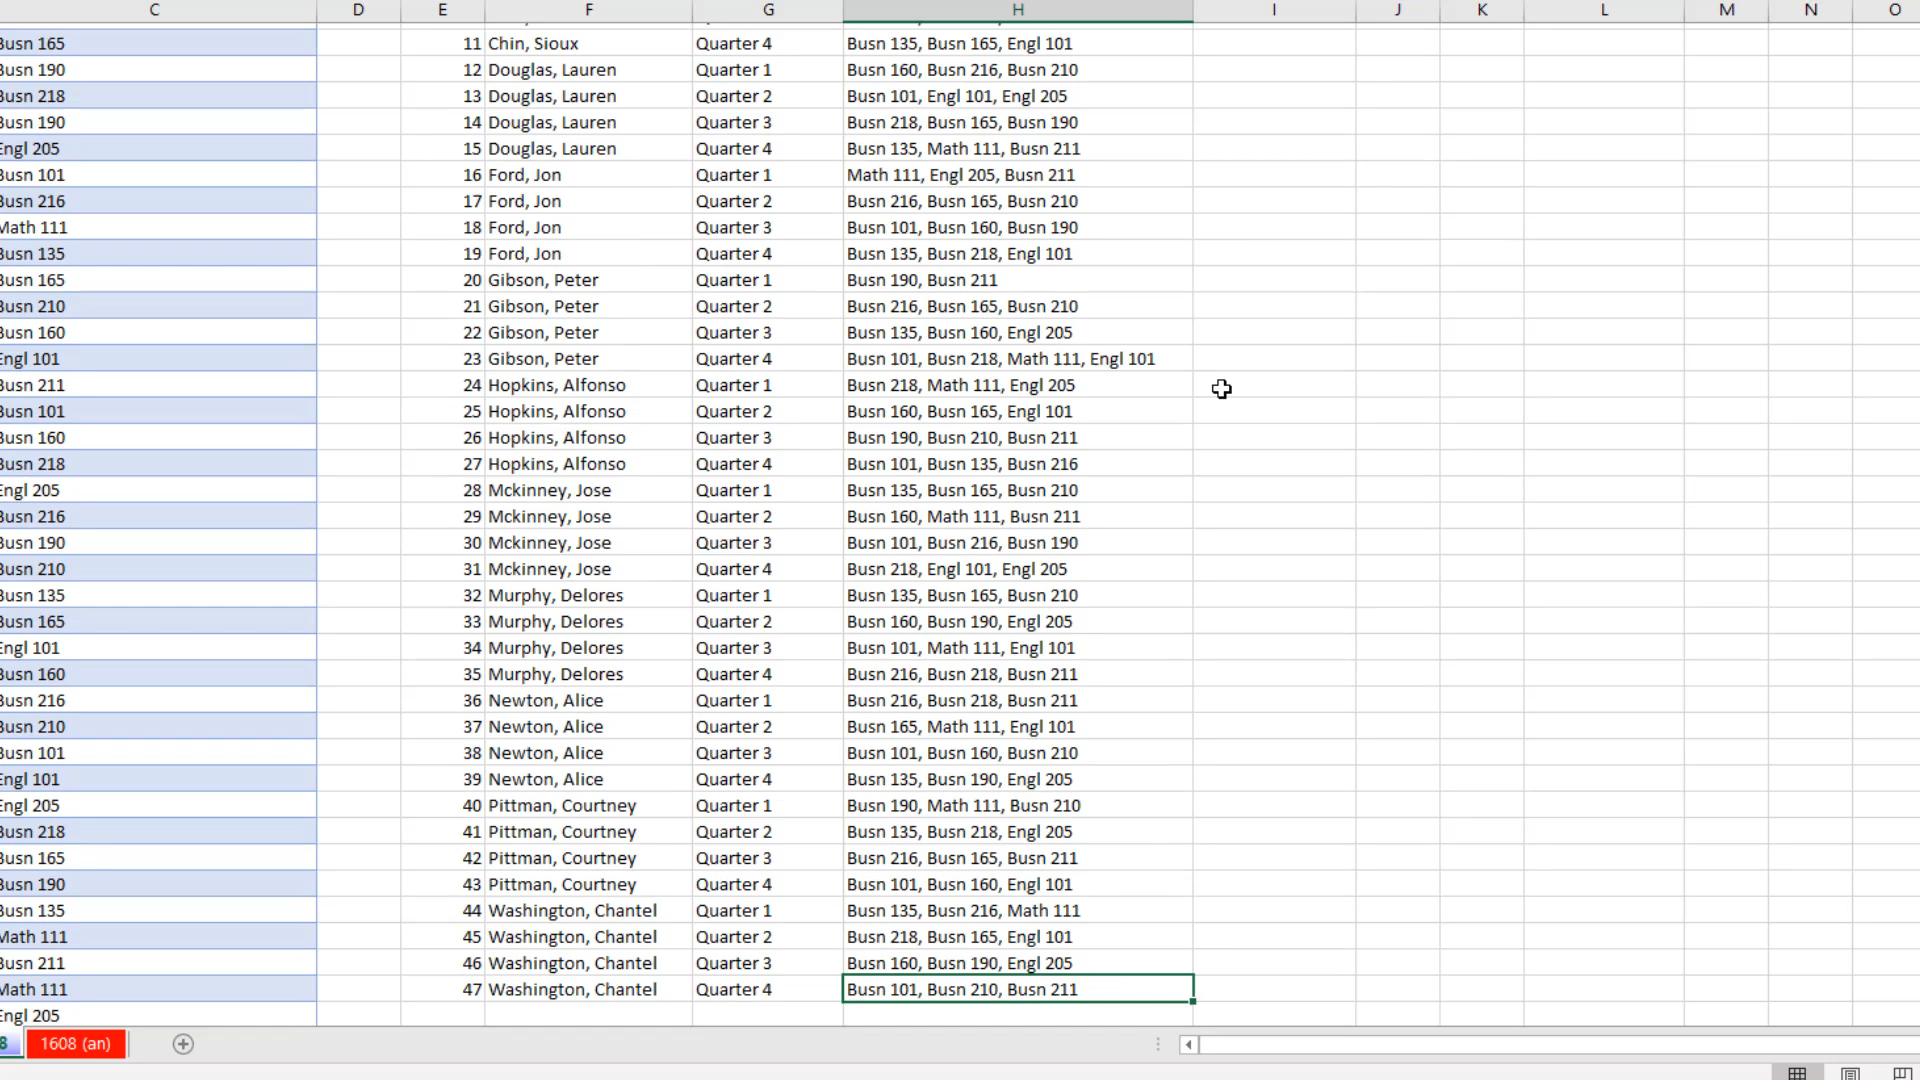 C D E F G H I J K L M N O
Busn 165 11 Chin, Sioux Quarter 4 Busn 135, Busn 165, Engl 101
Busn 190 12 Douglas, Lauren Quarter 1 Busn 160, Busn 216, Busn 210
Busn 218 13 Douglas, Lauren Quarter 2 Busn 101, Engl 101, Engl 205
Busn 190 14 Douglas, Lauren Quarter 3 Busn 218, Busn 165, Busn 190
Engl 205 15 Douglas, Lauren Quarter 4 Busn 135, Math 111, Busn 211
Busn 101 16 Ford, Jon Quarter 1 Math 111, Engl 205, Busn 211
Busn 216 17 Ford, Jon Quarter 2 Busn 216, Busn 165, Busn 210
Math 111 18 Ford, Jon Quarter 3 Busn 101, Busn 160, Busn 190
Busn 135 19 Ford, Jon Quarter 4 Busn 135, Busn 218, Engl 101
Busn 165 20 Gibson, Peter Quarter 1 Busn 190, Busn 211
Busn 210 21 Gibson, Peter Quarter 2 Busn 216, Busn 165, Busn 210
Busn 160 22 Gibson, Peter Quarter 3 Busn 135, Busn 160, Engl 205
Engl 101 23 Gibson, Peter Quarter 4 Busn 101, Busn 218, Math 111, Engl 101
Busn 211 24 Hopkins, Alfonso Quarter 1 Busn 218, Math 111, Engl 205
Busn 101 25 Hopkins, Alfonso Quarter 2 Busn 160, Busn 165, Engl 101
Busn 160 26 Hopkins, Alfonso Quarter 3 Busn 190, Busn 210, Busn 211
Busn 218 27 Hopkins, Alfonso Quarter 4 Busn 101, Busn 135, Busn 216
Engl 205 28 Mckinney, Jose Quarter 1 Busn 135, Busn 165, Busn 210
Busn 216 29 Mckinney, Jose Quarter 2 Busn 160, Math 111, Busn 211
Busn 190 30 Mckinney, Jose Quarter 3 Busn 101, Busn 216, Busn 190
Busn 210 31 Mckinney, Jose Quarter 4 Busn 218, Engl 101, Engl 205
Busn 135 32 Murphy, Delores Quarter 1 Busn 135, Busn 165, Busn 210
Busn 165 33 Murphy, Delores Quarter 2 Busn 160, Busn 190, Engl 205
Engl 101 34 Murphy, Delores Quarter 3 Busn 101, Math 111, Engl 101
Busn 160 35 Murphy, Delores Quarter 4 Busn 216, Busn 218, Busn 211
Busn 216 36 Newton, Alice Quarter 1 Busn 216, Busn 218, Busn 211
Busn 210 37 Newton, Alice Quarter 2 Busn 165, Math 111, Engl 101
Busn 101 38 Newton, Alice Quarter 3 Busn 101, Busn 160, Busn 210
Engl 101 39 Newton, Alice Quarter 4 Busn 135, Busn 190, Engl 205
Engl 205 40 Pittman, Courtney Quarter 1 Busn 190, Math 111, Busn 210
Busn 218 41 Pittman, Courtney Quarter 2 Busn 135, Busn 218, Engl 205
Busn 165 42 Pittman, Courtney Quarter 3 Busn 216, Busn 165, Busn 211
Busn 190 43 Pittman, Courtney Quarter 4 Busn 101, Busn 160, Engl 101
Busn 135 44 Washington, Chantel Quarter 1 Busn 135, Busn 216, Math 111
Math 111 45 Washington, Chantel Quarter 2 Busn 218, Busn 165, Engl 101
Busn 211 46 Washington, Chantel Quarter 3 Busn 160, Busn 190, Engl 205
Math 111 47 Washington, Chantel Quarter 4 Busn 101, Busn 210, Busn 211
Engl 205
8 1608 (an)